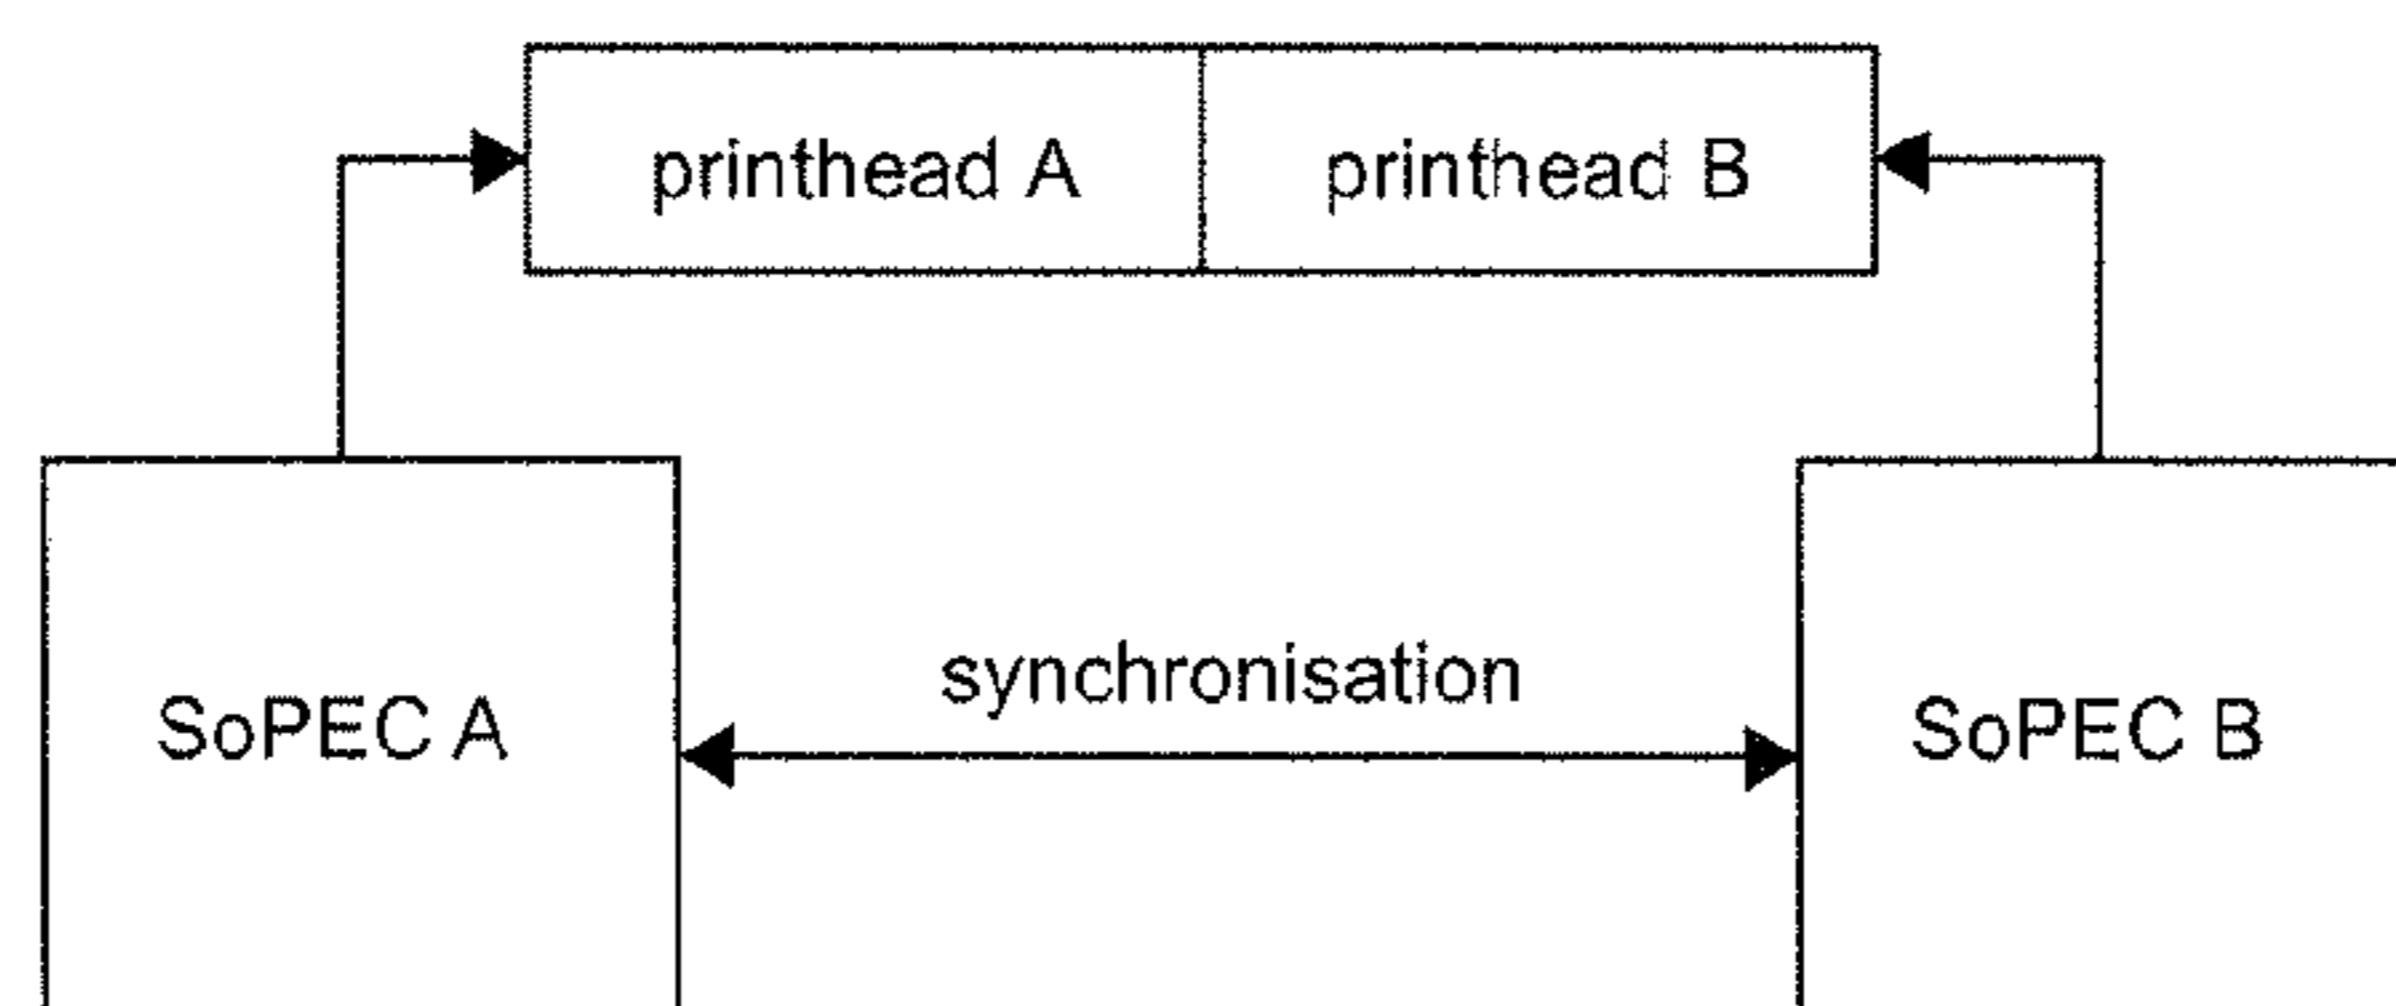 printhead A
printhead B
synchronisation
SoPEC A
SoPEC B